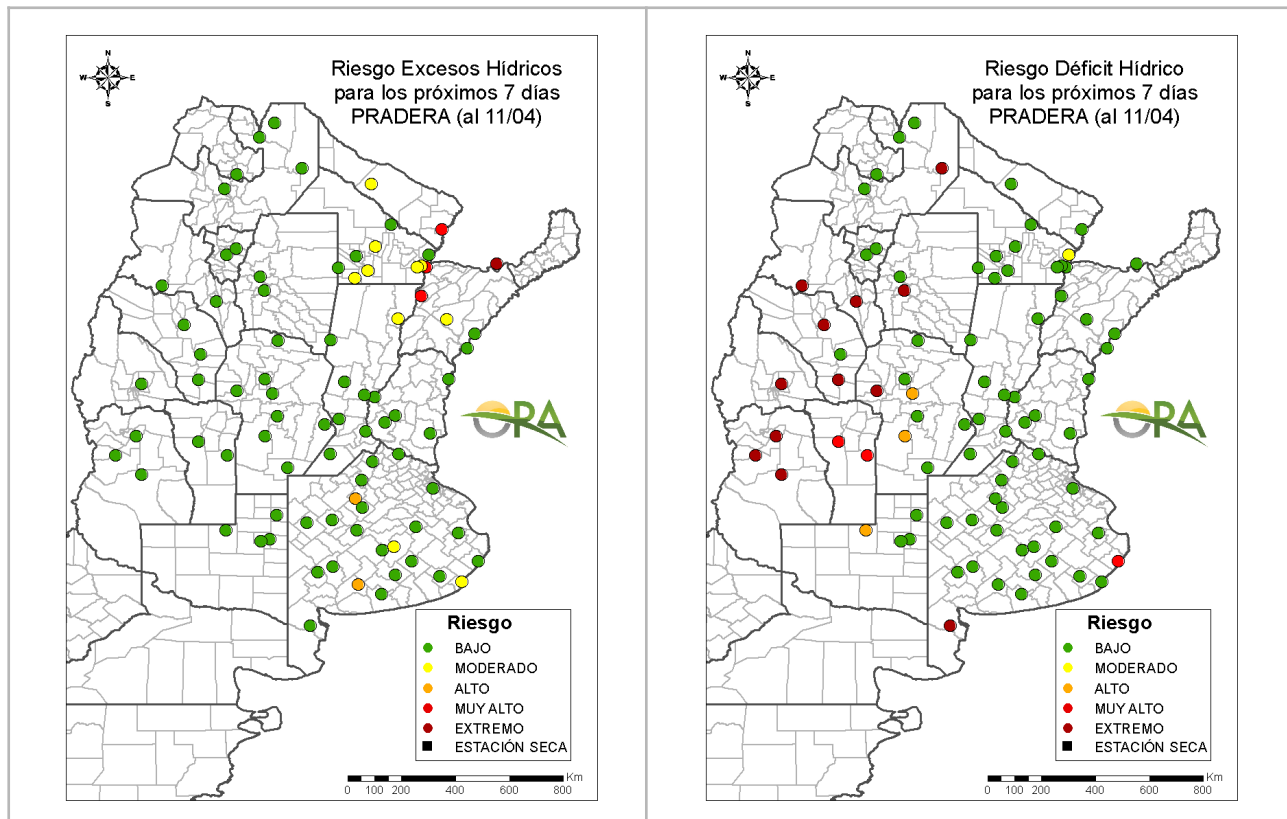 N
W
E
S
Riesgo Excesos Hídricos
para los próximos 7 días
PRADERA (al 11/04)
ORA
Riesgo
BAJO
MODERADO
ALTO
MUY ALTO
EXTREMO
ESTACIÓN SECA
Km
0 100 200 400 600 800
N
W
E
S
Riesgo Déficit Hídrico
para los próximos 7 días
PRADERA (al 11/04)
ORA
Riesgo
BAJO
MODERADO
ALTO
MUY ALTO
EXTREMO
ESTACIÓN SECA
Km
0 100 200 400 600 800